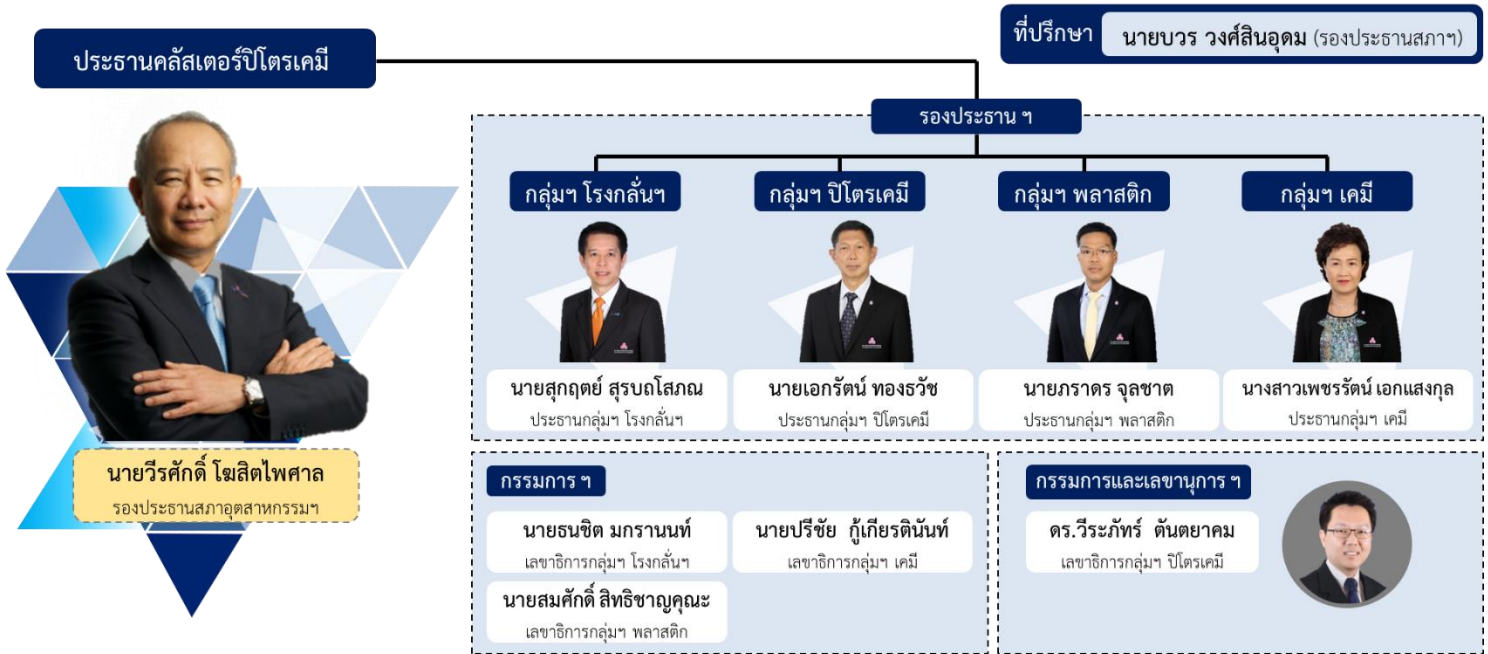 ที่ปรึกษา นายบวร วงศ์สินอุดม (รองประธานสภาฯ)
ประธานคลัสเตอร์ปิโตรเคมี
รองประธาน ฯ
กลุ่มฯ โรงกลั่นฯ
กลุ่มฯ ปิโตรเคมี
กลุ่มฯ พลาสติก
กลุ่มฯ เคมี
นายสุกฤตย์ สุรบถโสภณ
ประธานกลุ่มฯ โรงกลั่นฯ
นายเอกรัตน์ ทองธวัช
ประธานกลุ่มฯ ปิโตรเคมี
นายภราดร จุลชาต
ประธานกลุ่มฯ พลาสติก
นางสาวเพชรรัตน์ เอกแสงกุล
ประธานกลุ่มฯ เคมี
นายวีรศักดิ์ โฆสิตไพศาล
รองประธานสภาอุตสาหกรรมฯ
กรรมการ ฯ
นายธนชิต มกรานนท์
เลขาธิการกลุ่มฯ โรงกลั่นฯ
นายปรีชัย กู้เกียรตินันท์
เลขาธิการกลุ่มฯ เคมี
นายสมศักดิ์ สิทธิชาญคุณะ
เลขาธิการกลุ่มฯ พลาสติก
กรรมการและเลขานุการ ฯ
ดร.วีระภัทร์ ตันตยาคม
เลขาธิการกลุ่มฯ ปิโตรเคมี